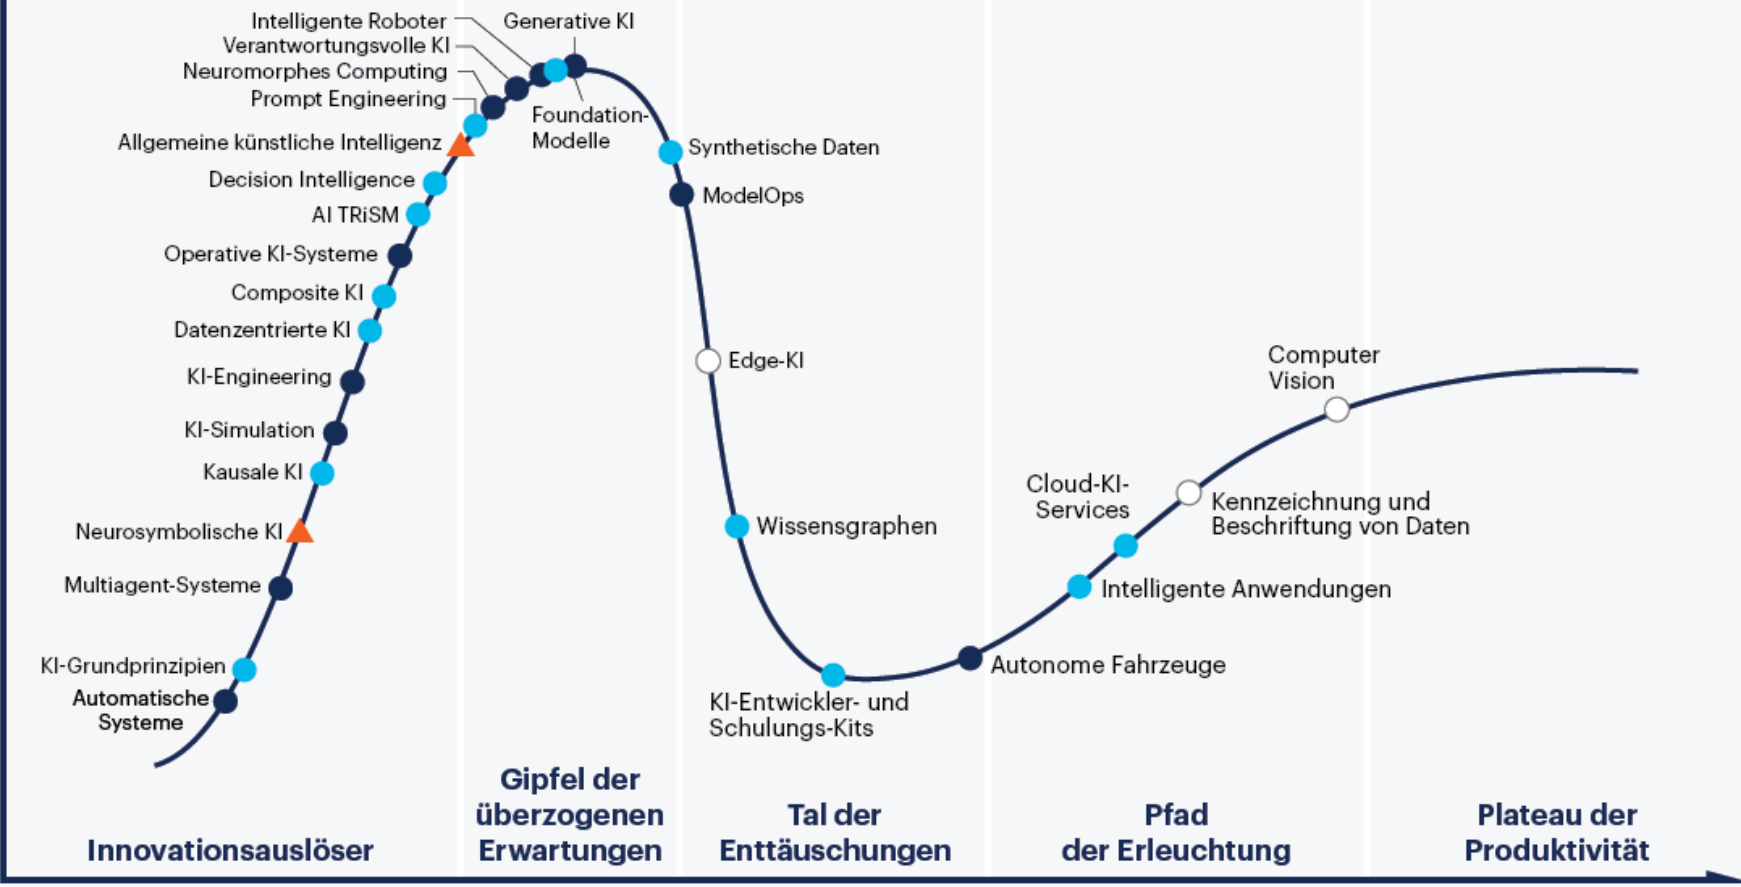 Intelligente Roboter
Generative KI
Verantwortungsvolle KI
Neuromorphes Computing
Prompt Engineering
Foundation-
Modelle
Allgemeine künstliche Intelligenz
Synthetische Daten
Decision Intelligence
ModelOps
AI TRiSM
Operative KI-Systeme
Composite KI
Datenzentrierte KI
Edge-KI
Computer
Vision
KI-Engineering
KI-Simulation
Kausale KI
Cloud-KI-
Services
Kennzeichnung und
Beschriftung von Daten
Neurosymbolische KI
Wissensgraphen
Multiagent-Systeme
Intelligente Anwendungen
KI-Grundprinzipien
Autonome Fahrzeuge
Automatische
Systeme
KI-Entwickler- und
Schulungs-Kits
Innovationsauslöser
Gipfel der
überzogenen
Erwartungen
Tal der
Enttäuschungen
Pfad
der Erleuchtung
Plateau der
Produktivität